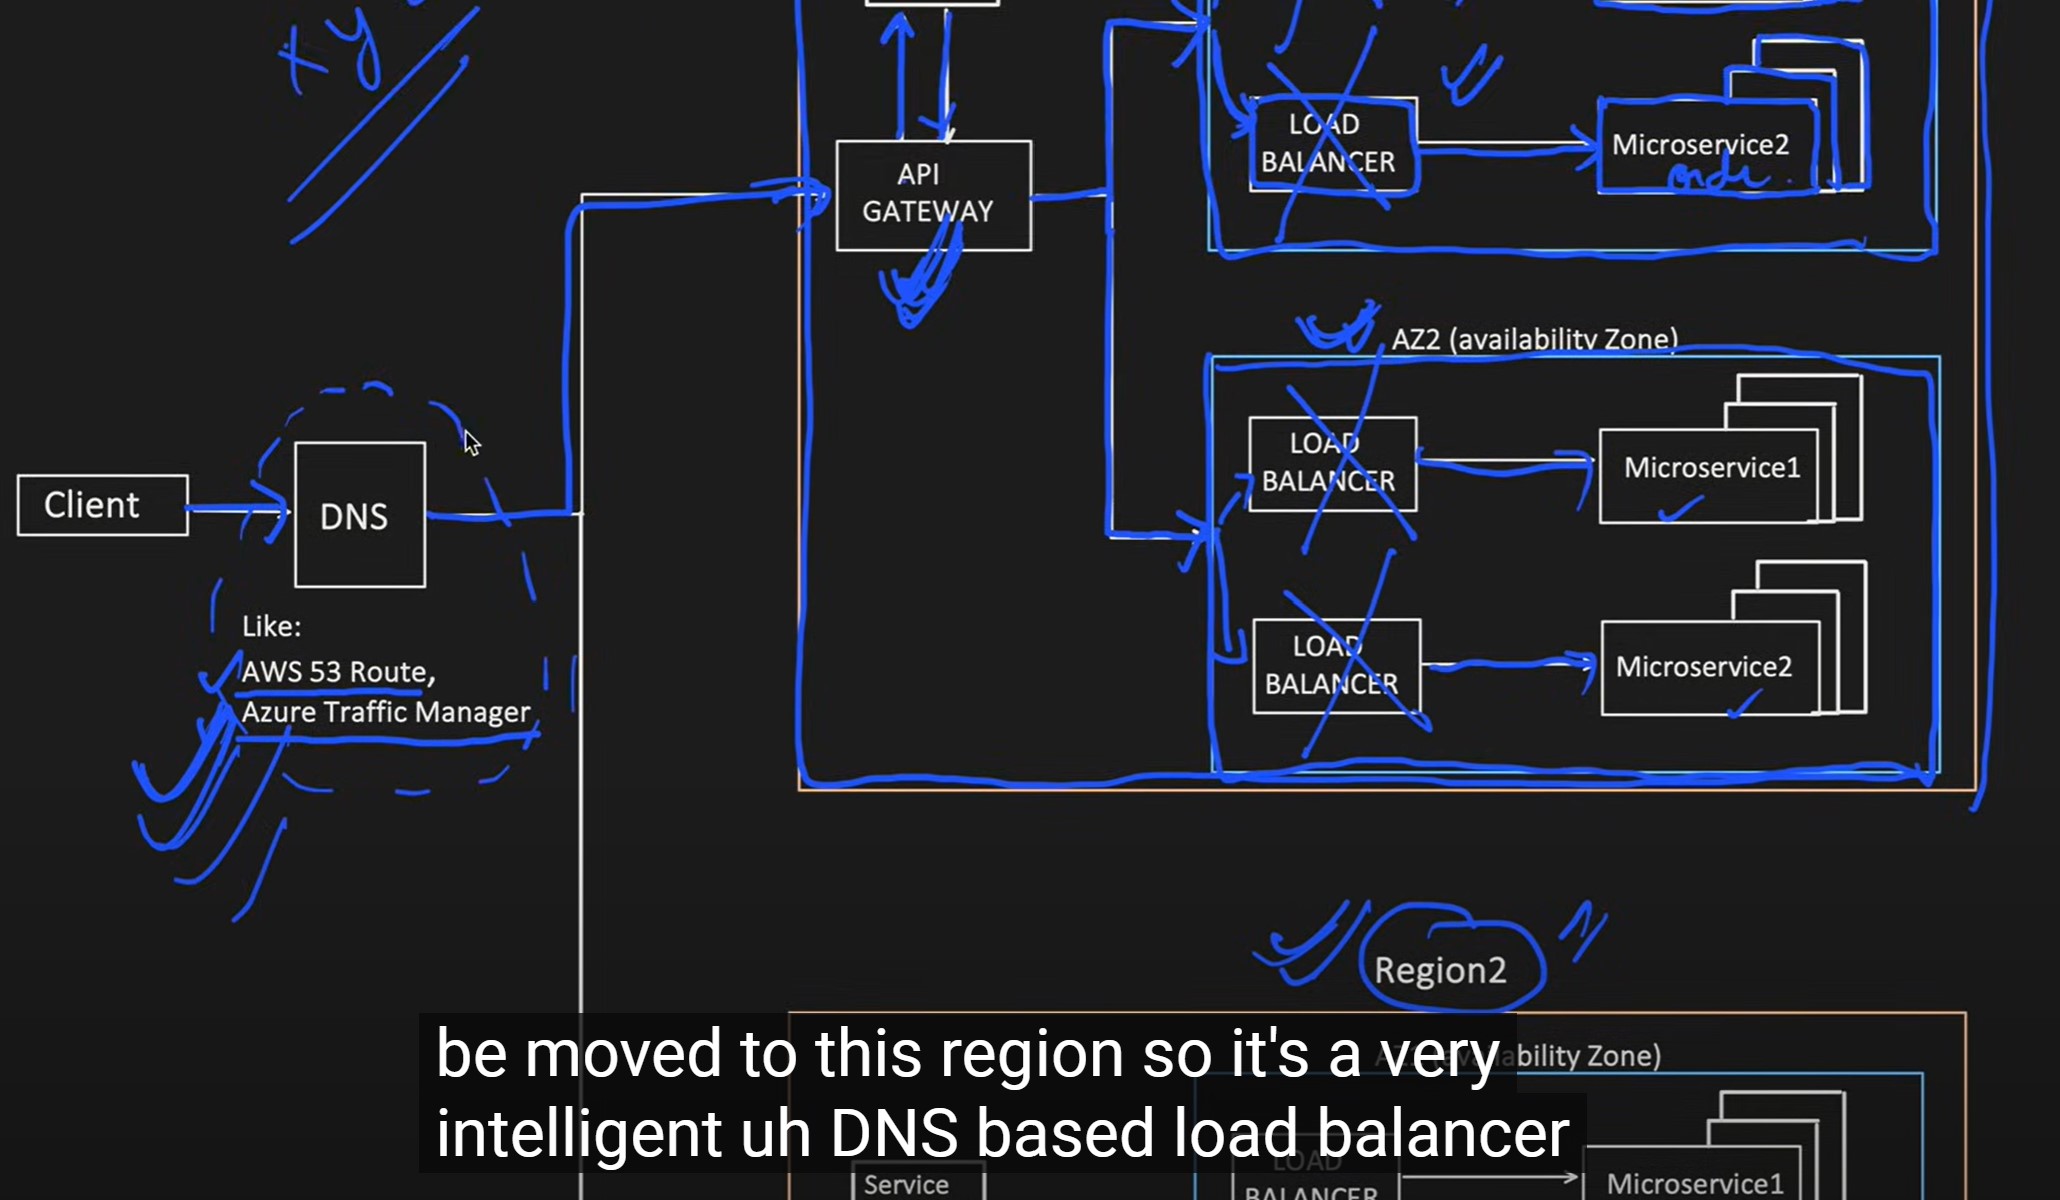 xy
API
GATEWAY
LOAD
BALANCER
Microservice2
AZ2 (availability Zone)
LOAD
BALANCER
Microservice1
LOAD
BALANCER
Microservice2
Client
DNS
Like:
AWS 53 Route,
Azure Traffic Manager
Region2
bility Zone)
LOAD
BALANCER
Microservice1
Service
be moved to this region so it's a very
intelligent uh DNS based load balancer